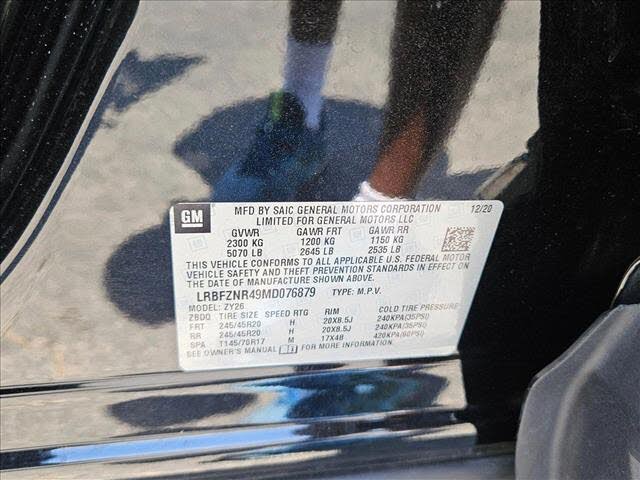 GM
MFD BY SAIC GENERAL MOTORS CORPORATION 12/20
LIMITED FOR GENERAL MOTORS LLC
GVWR GAWR FRT GAWR RR
2300 KG 1200 KG 1150 KG
5070 LB 2645 LB 2535 LB
THIS VEHICLE CONFORMS TO ALL APPLICABLE U.S. FEDERAL MOTOR
VEHICLE SAFETY AND THEFT PREVENTION STANDARDS IN EFFECT ON
THE DATE OF MANUFACTURE SHOWN ABOVE.
LRBFZNR49MD076879 TYPE: M.P.V.
MODEL: ZY26
ZBDQ TIRE SIZE SPEED RTG RIM COLD TIRE PRESSURE
FRT 245/45R20 H 20X8.5J 240KPA(35PSI)
RR 245/45R20 H 20X8.5J 240KPA(35PSI)
SPA T145/70R17 M 17X4B 420KPA(60PSI)
SEE OWNER'S MANUAL FOR MORE INFORMATION.